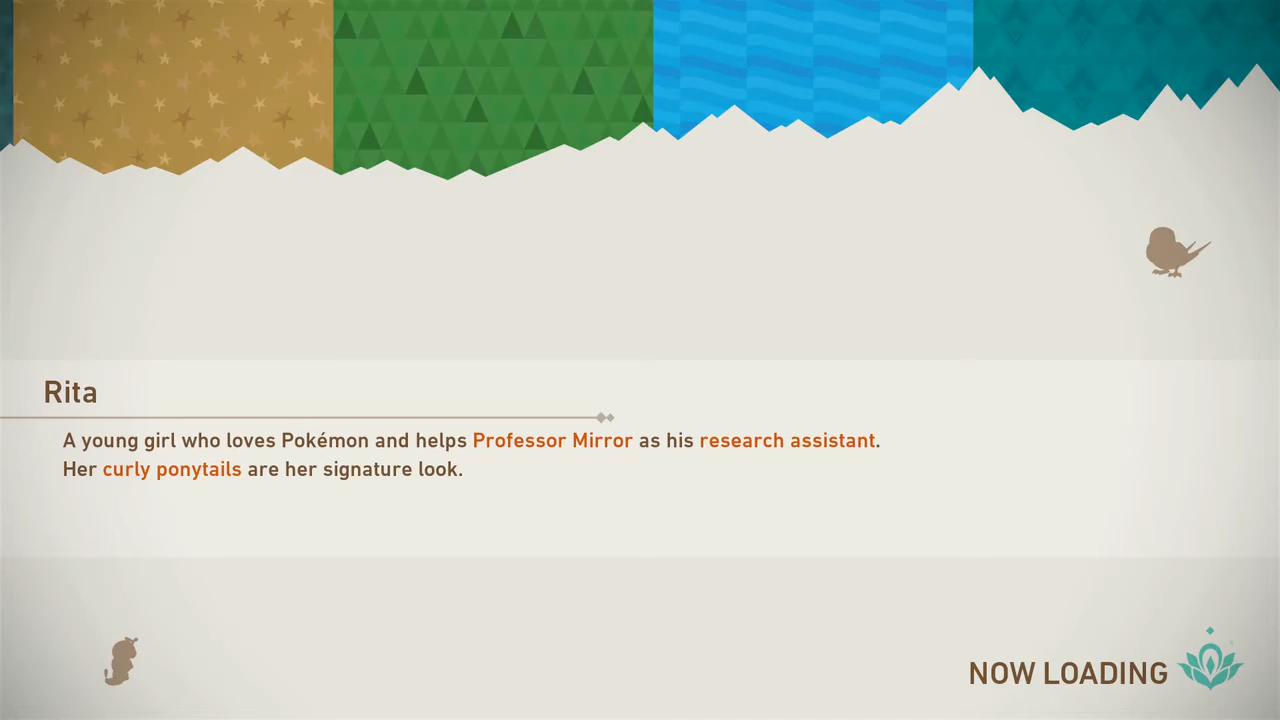 Rita
A young girl who loves Pokémon and helps Professor Mirror as his research assistant.
Her curly ponytails are her signature look.
NOW LOADING